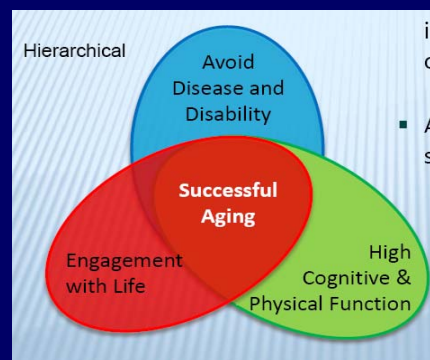 Hierarchical
Avoid
Disease and
Disability
Successful
Aging
Engagement
with Life
High
Cognitive &
Physical Function